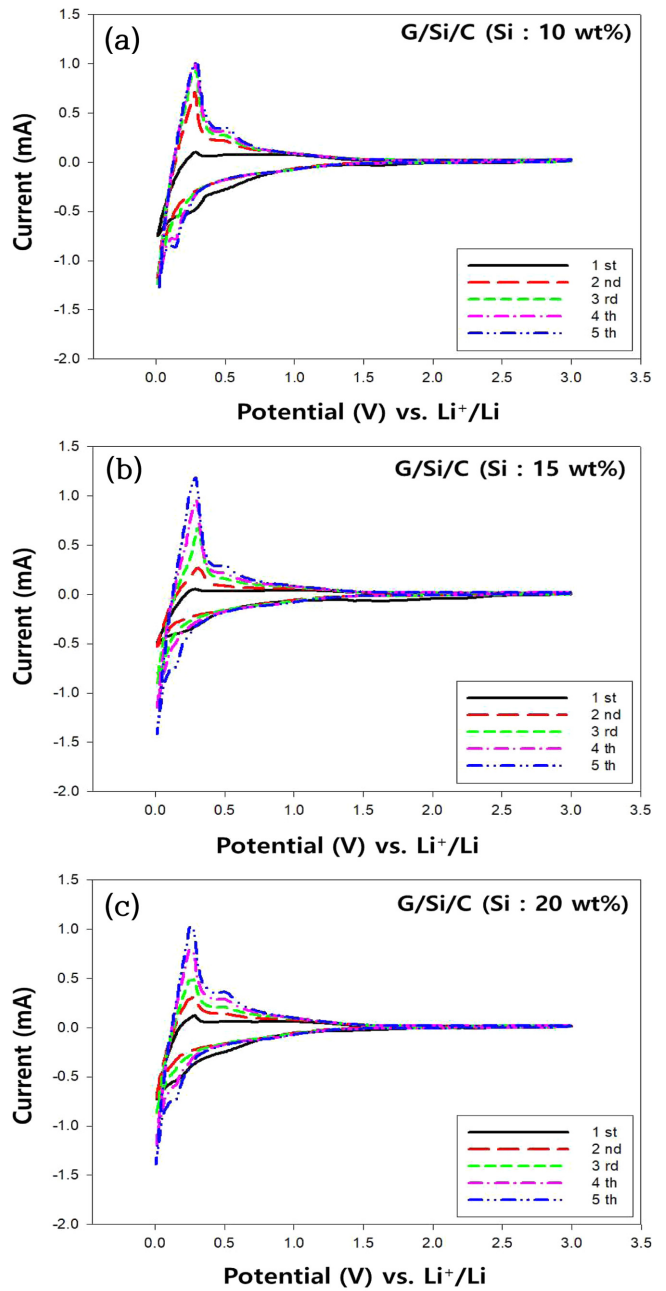 (a)
G/Si/C (Si : 10 wt%)
1.5
1.0
0.5
0.0
-0.5
-1.0
-1.5
-2.0
Current (mA)
1 st
2 nd
3 rd
4 th
5 th
0.0 0.5 1.0 1.5 2.0 2.5 3.0 3.5
Potential (V) vs. Li⁺/Li
(b)
G/Si/C (Si : 15 wt%)
1.5
1.0
0.5
0.0
-0.5
-1.0
-1.5
-2.0
Current (mA)
1 st
2 nd
3 rd
4 th
5 th
0.0 0.5 1.0 1.5 2.0 2.5 3.0 3.5
Potential (V) vs. Li⁺/Li
(c)
G/Si/C (Si : 20 wt%)
1.5
1.0
0.5
0.0
-0.5
-1.0
-1.5
-2.0
Current (mA)
1 st
2 nd
3 rd
4 th
5 th
0.0 0.5 1.0 1.5 2.0 2.5 3.0 3.5
Potential (V) vs. Li⁺/Li